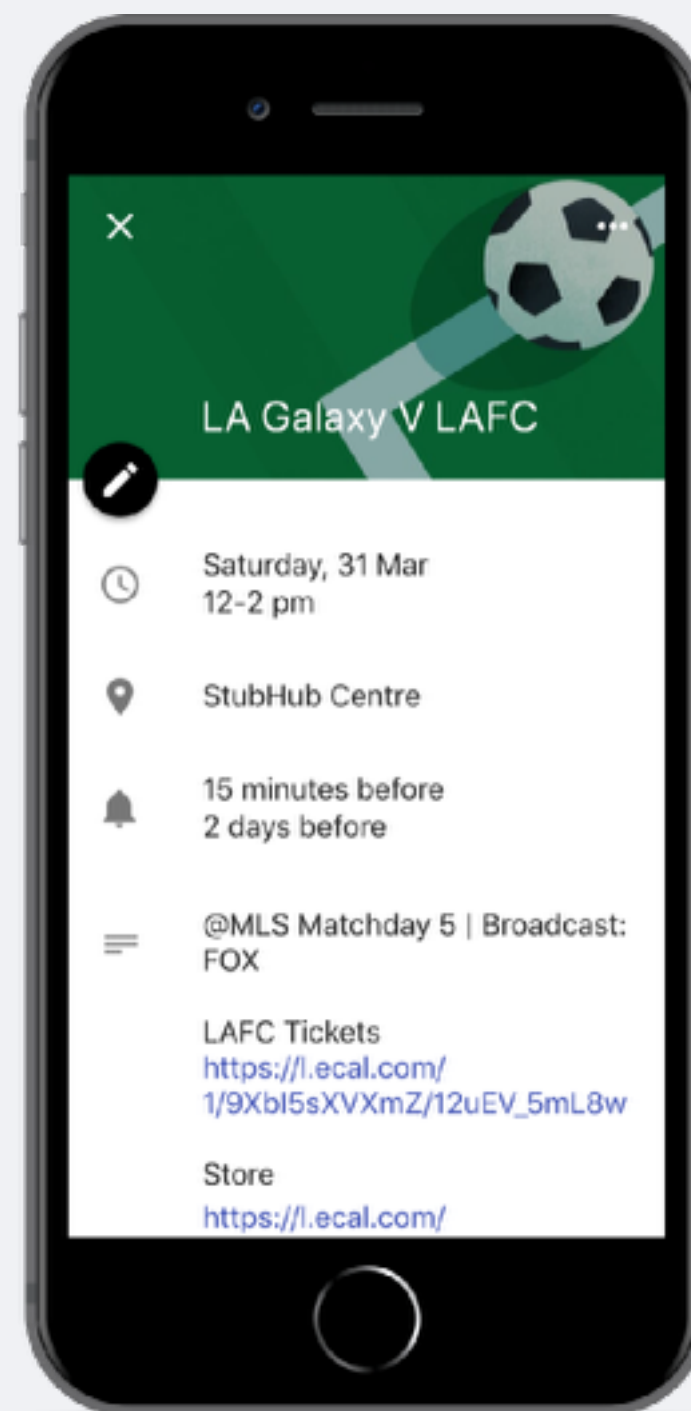 LA Galaxy V LAFC
Saturday, 31 Mar
12-2 pm
StubHub Centre
15 minutes before
2 days before
@MLS Matchday 5 | Broadcast:
FOX
LAFC Tickets
https://l.ecal.com/
1/9XbI5sXVXmZ/12uEV_5mL8w
Store
https://l.ecal.com/